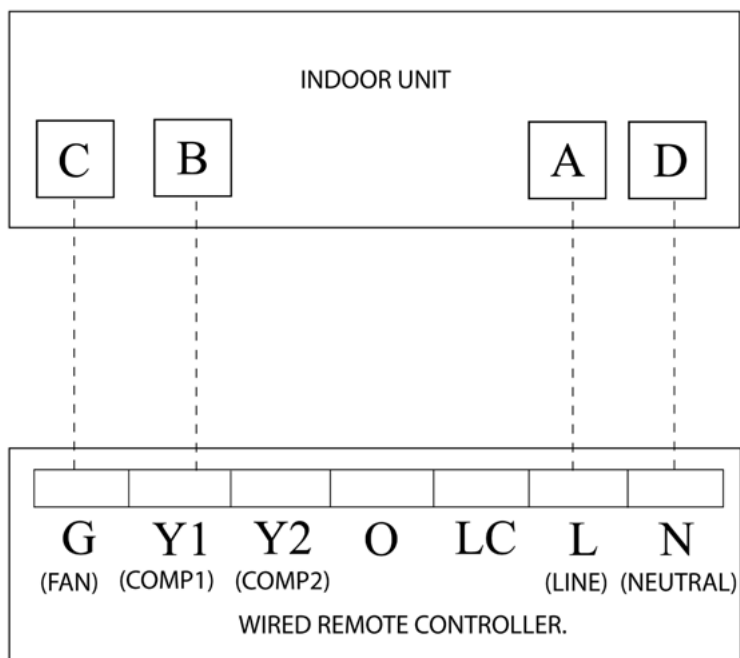 INDOOR UNIT
C B A D
G Y1 Y2 O LC L N
(FAN) (COMP1) (COMP2) (LINE) (NEUTRAL)
WIRED REMOTE CONTROLLER.